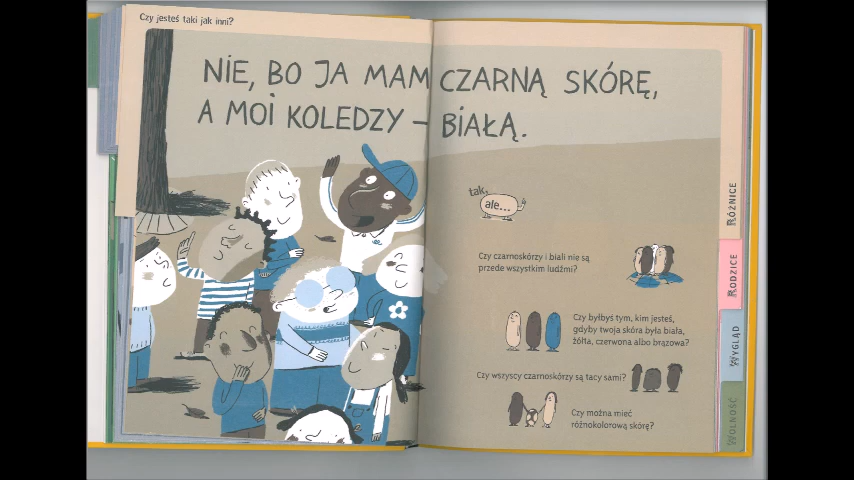 Czy jesteś taki jak inni?
NIE, BO JA MAM CZARNĄ SKÓRĘ,
A MOI KOLEDZY – BIAŁĄ.
tak,
ale...
Czy czarnoskórzy i biali nie są
przede wszystkim ludźmi?
Czy byłbyś tym, kim jesteś,
gdyby twoja skóra była biała,
żółta, czerwona albo brązowa?
Czy wszyscy czarnoskórzy są tacy sami?
Czy można mieć
różnokolorową skórę?
RÓŻNICE
RODZICE
WYGLĄD
WOLNOŚĆ